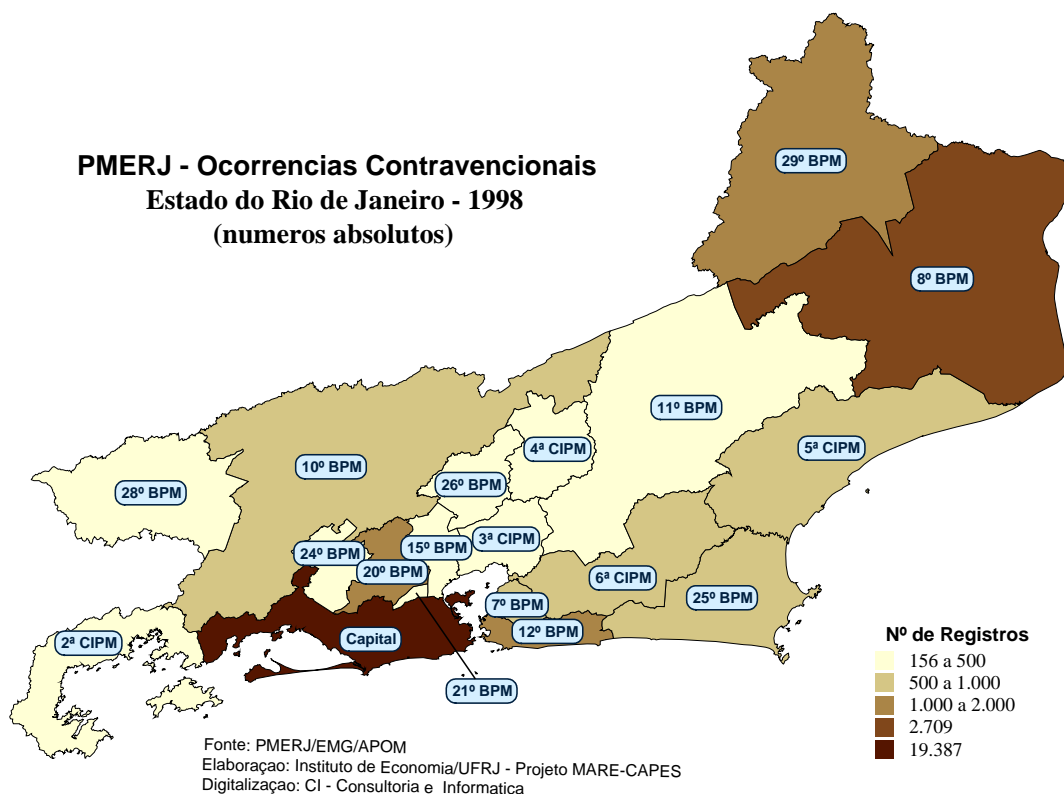 PMERJ - Ocorrencias Contravencionais
Estado do Rio de Janeiro - 1998
(numeros absolutos)
29º BPM
8º BPM
11º BPM
4ª CIPM
5ª CIPM
10º BPM
26º BPM
28º BPM
3ª CIPM
15º BPM
24º BPM
20º BPM
6ª CIPM
25º BPM
7º BPM
12º BPM
Capital
2ª CIPM
21º BPM
Nº de Registros
156 a 500
500 a 1.000
1.000 a 2.000
2.709
19.387
Fonte: PMERJ/EMG/APOM
Elaboraçao: Instituto de Economia/UFRJ - Projeto MARE-CAPES
Digitalizaçao: CI - Consultoria e Informatica